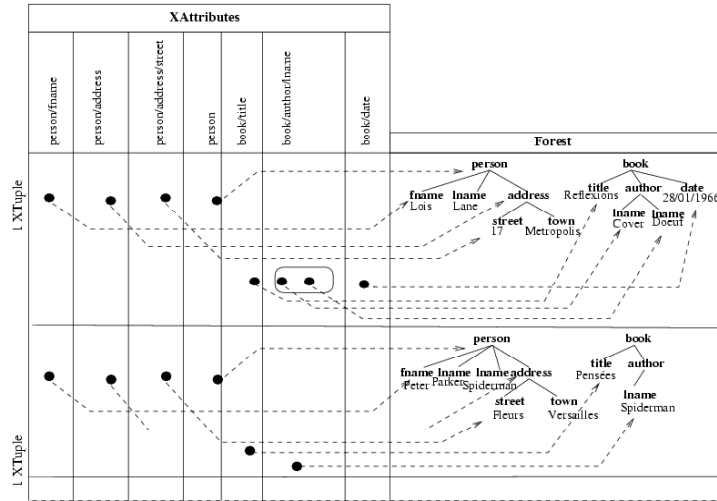 XAttributes
person/fname
person/address
person/address/street
person
book/title
book/author/lname
book/date
Forest
1 XTuple
person
book
fname lname address
Lois Lane
title author date
Reflexions 28/01/1966
street town
17 Metropolis
lname lname
Cover Doeuf
1 XTuple
person
book
fname lname lname address
Peter Parker Spiderman
title author
Pensées
street town
Fleurs Versailles
lname
Spiderman